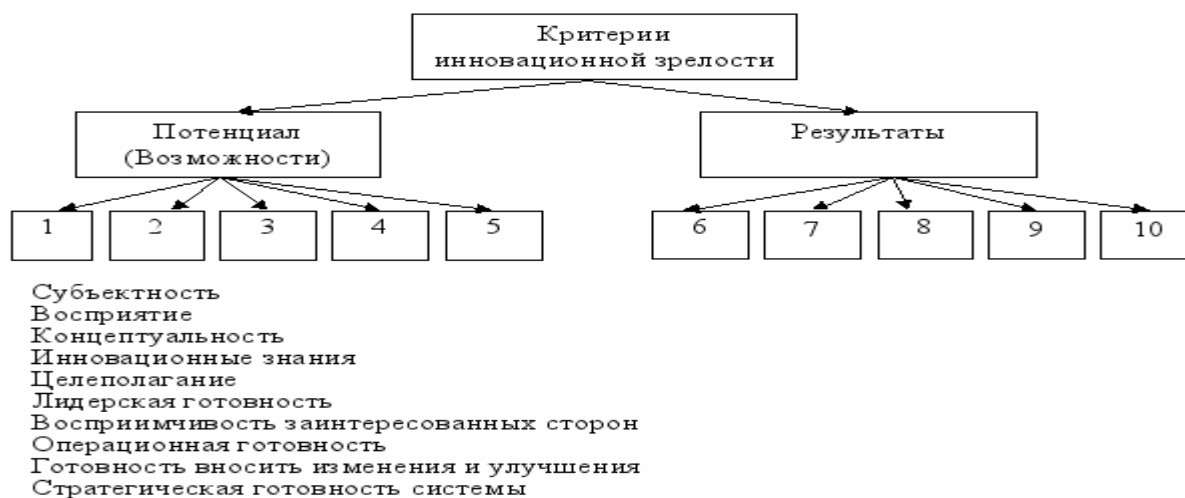 Критерии
инновационной зрелости
Потенциал
(Возможности)
Результаты
1 2 3 4 5 6 7 8 9 10
Субъектность
Восприятие
Концептуальность
Инновационные знания
Целеполагание
Лидерская готовность
Восприимчивость заинтересованных сторон
Операционная готовность
Готовность вносить изменения и улучшения
Стратегическая готовность системы